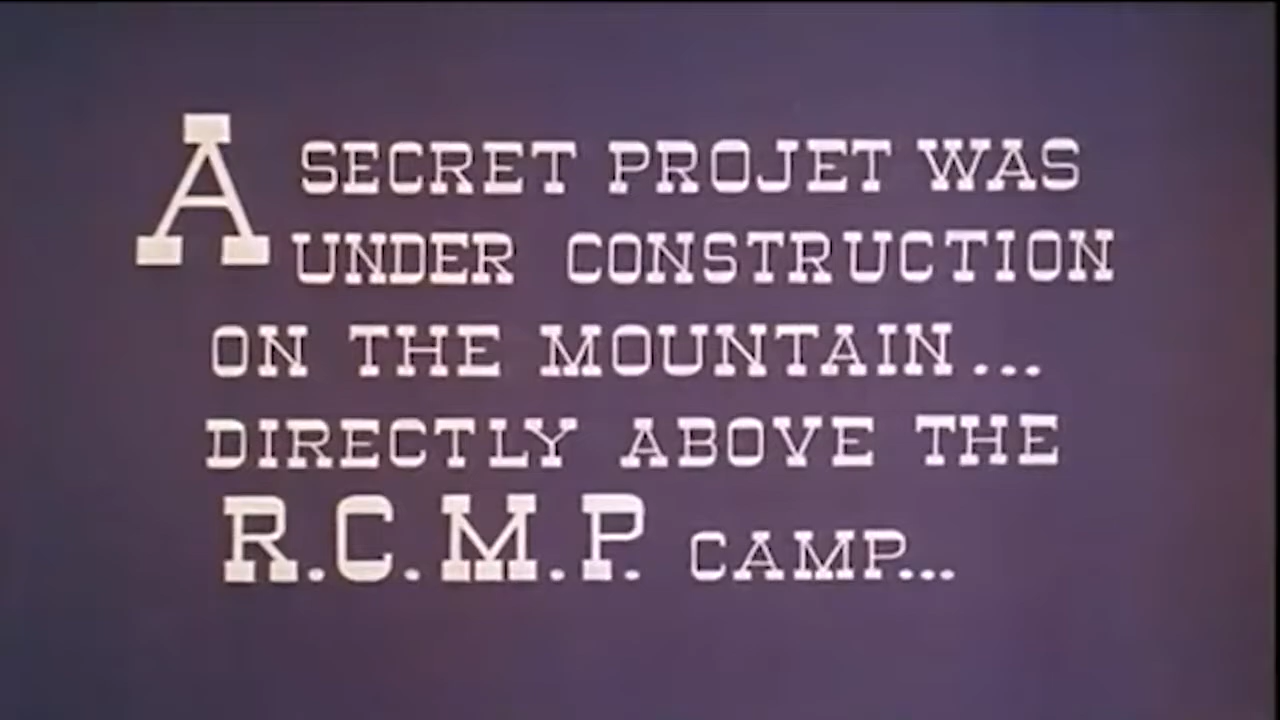 A SECRET PROJET WAS
UNDER CONSTRUCTION
ON THE MOUNTAIN...
DIRECTLY ABOVE THE
R.C.M.P. CAMP...